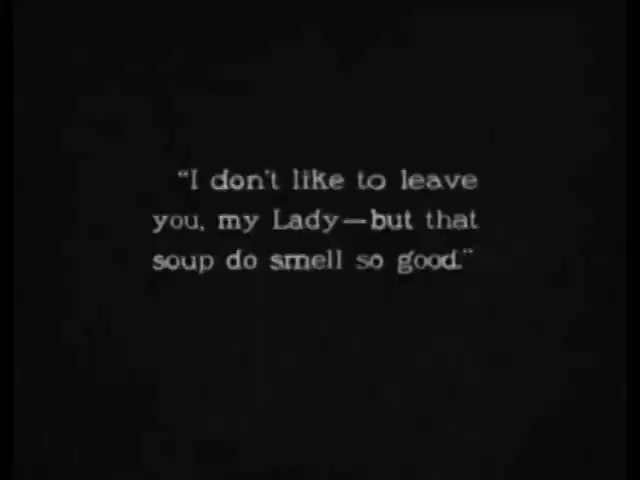 “I don't like to leave
you, my Lady—but that
soup do smell so good.”